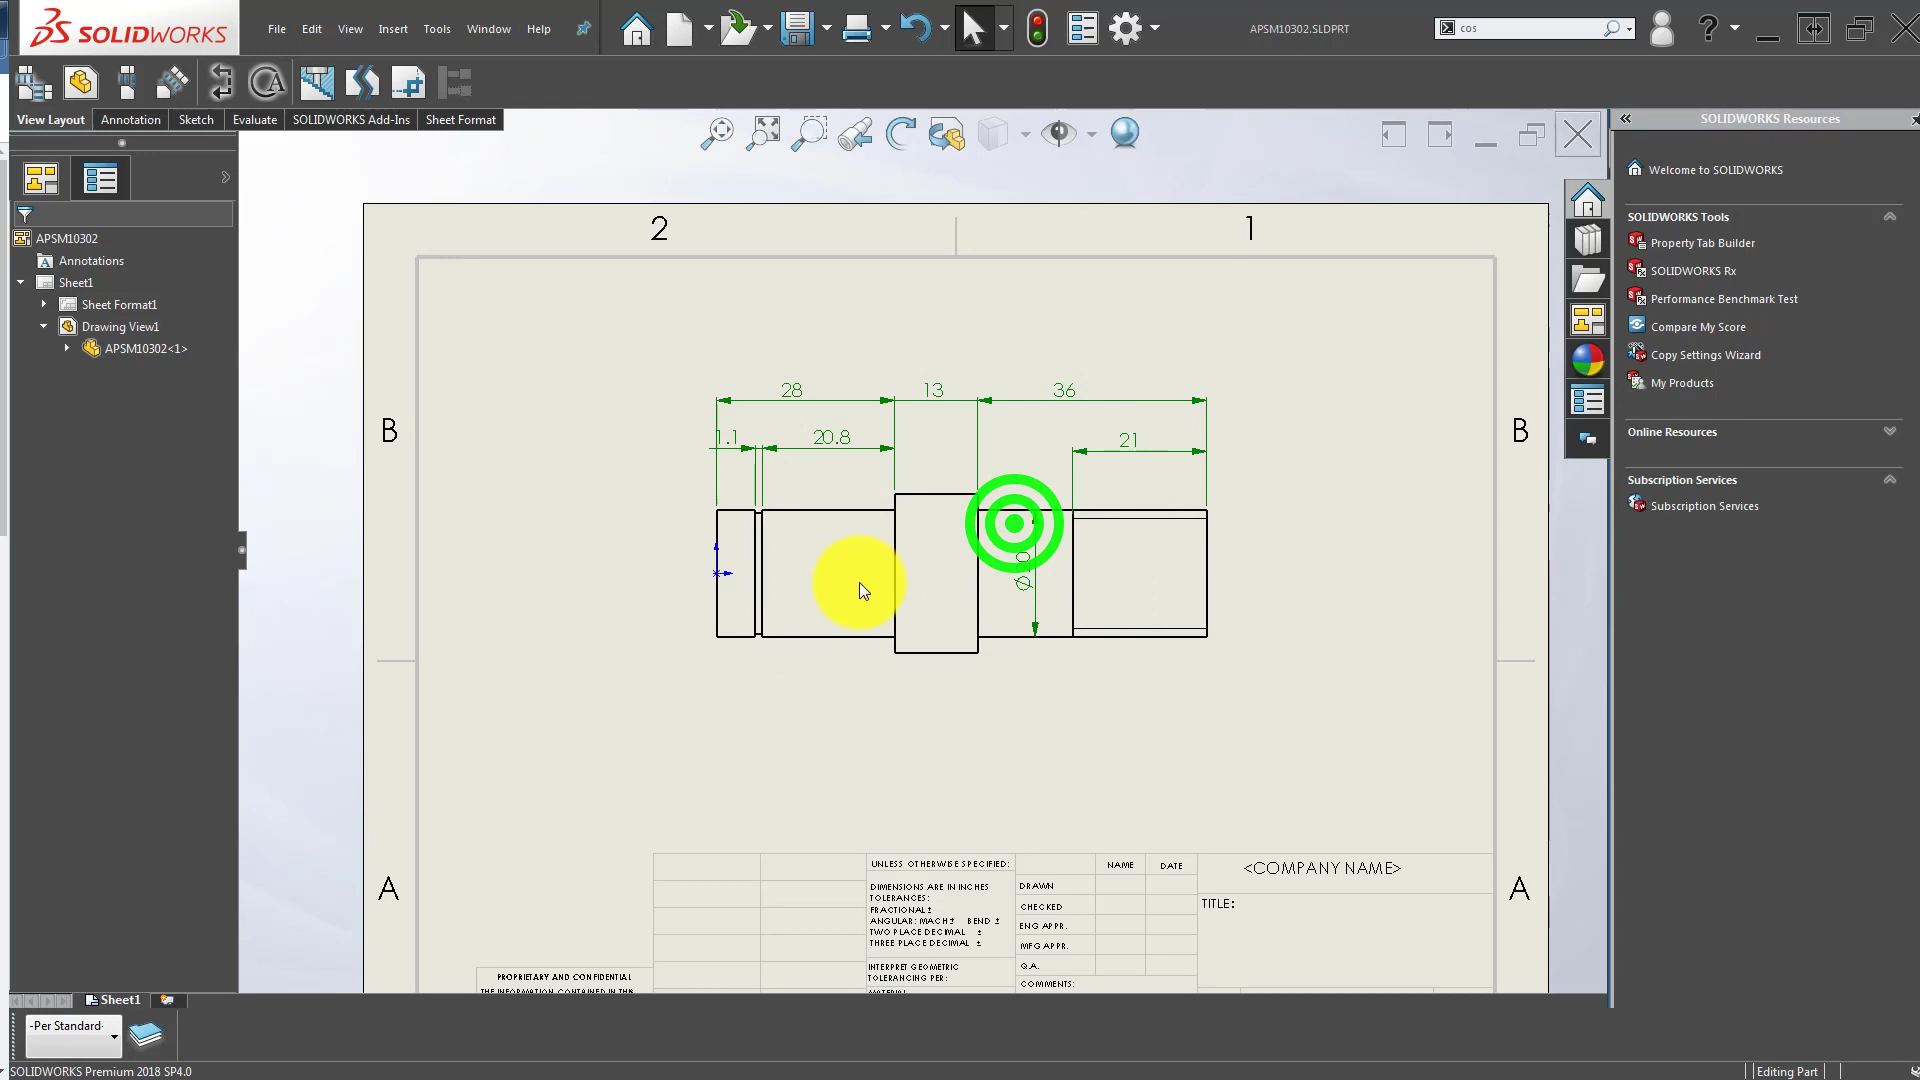 SOLIDWORKS
File Edit View Insert Tools Window Help
APSM10302.SLDPRT
cos
View Layout Annotation Sketch Evaluate SOLIDWORKS Add-Ins Sheet Format
SOLIDWORKS Resources
APSM10302
Annotations
Sheet1
Sheet Format1
Drawing View1
APSM10302<1>
2 1
B B
28 13 36
1.1 20.8 21
A A
UNLESS OTHERWISE SPECIFIED:
DIMENSIONS ARE IN INCHES
TOLERANCES:
FRACTIONAL ±
ANGULAR: MACH ± BEND ±
TWO PLACE DECIMAL ±
THREE PLACE DECIMAL ±
INTERPRET GEOMETRIC
TOLERANCING PER:
MATERIAL
NAME DATE
DRAWN
CHECKED
ENG APPR.
MFG APPR.
Q.A.
COMMENTS:
<COMPANY NAME>
TITLE:
PROPRIETARY AND CONFIDENTIAL
THE INFORMATION CONTAINED IN THIS
Welcome to SOLIDWORKS
SOLIDWORKS Tools
Property Tab Builder
SOLIDWORKS Rx
Performance Benchmark Test
Compare My Score
Copy Settings Wizard
My Products
Online Resources
Subscription Services
Subscription Services
Sheet1
-Per Standard-
SOLIDWORKS Premium 2018 SP4.0
Editing Part